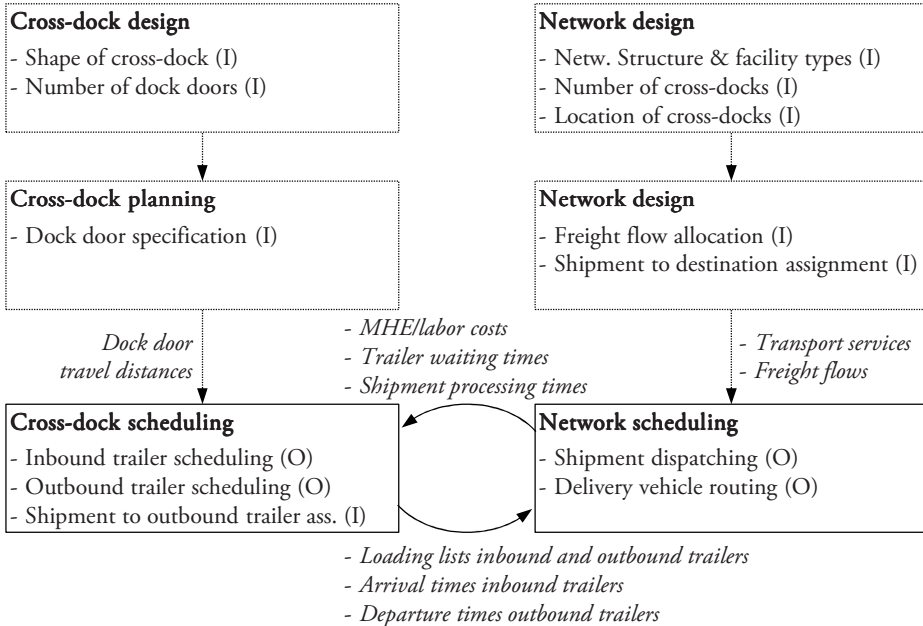 Cross-dock design
- Shape of cross-dock (I)
- Number of dock doors (I)
Network design
- Netw. Structure & facility types (I)
- Number of cross-docks (I)
- Location of cross-docks (I)
Cross-dock planning
- Dock door specification (I)
Network design
- Freight flow allocation (I)
- Shipment to destination assignment (I)
Dock door
travel distances
- MHE/labor costs
- Trailer waiting times
- Shipment processing times
- Transport services
- Freight flows
Cross-dock scheduling
- Inbound trailer scheduling (O)
- Outbound trailer scheduling (O)
- Shipment to outbound trailer ass. (I)
Network scheduling
- Shipment dispatching (O)
- Delivery vehicle routing (O)
- Loading lists inbound and outbound trailers
- Arrival times inbound trailers
- Departure times outbound trailers